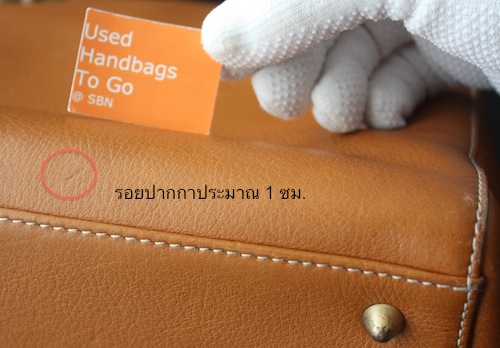 Used
Handbags
To Go
@ SBN
รอยปากกาประมาณ 1 ซม.